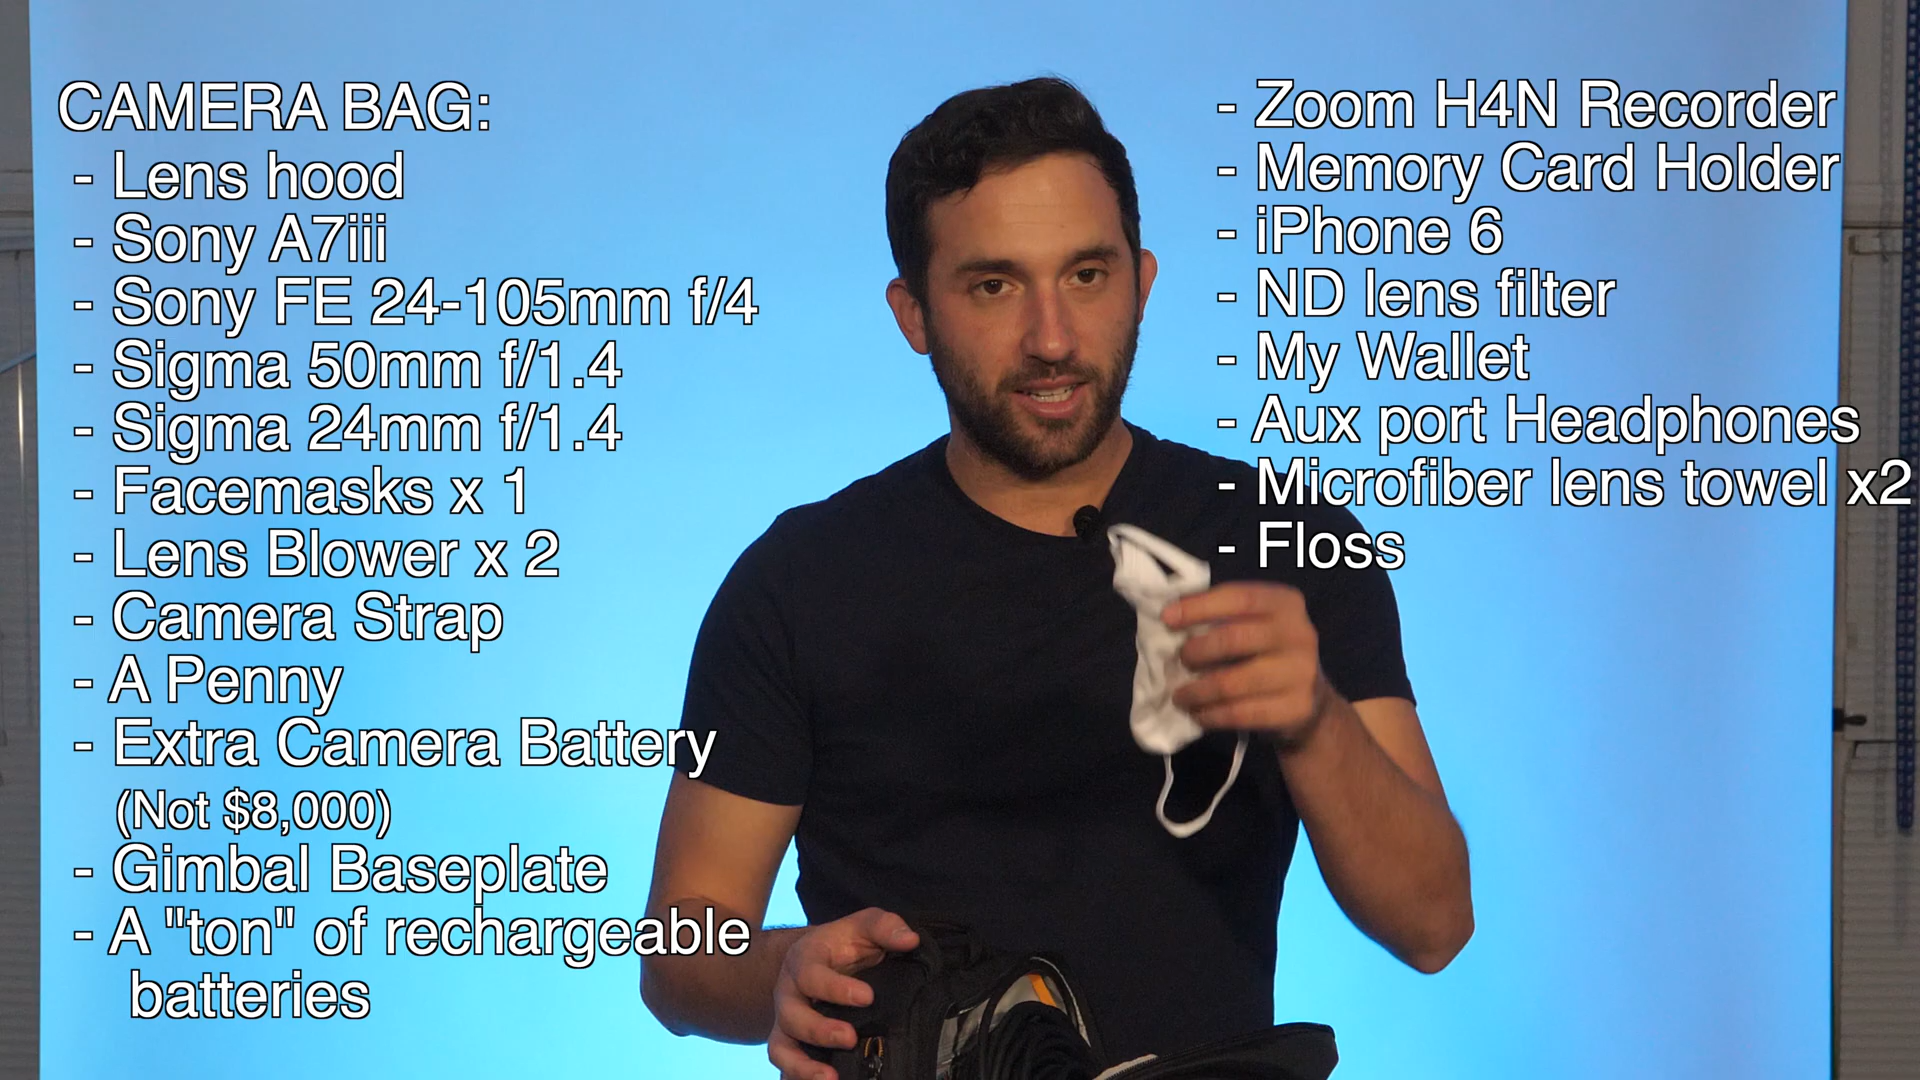 CAMERA BAG:
- Lens hood
- Sony A7iii
- Sony FE 24-105mm f/4
- Sigma 50mm f/1.4
- Sigma 24mm f/1.4
- Facemasks x 1
- Lens Blower x 2
- Camera Strap
- A Penny
- Extra Camera Battery
(Not $8,000)
- Gimbal Baseplate
- A "ton" of rechargeable
batteries
- Zoom H4N Recorder
- Memory Card Holder
- iPhone 6
- ND lens filter
- My Wallet
- Aux port Headphones
- Microfiber lens towel x2
- Floss